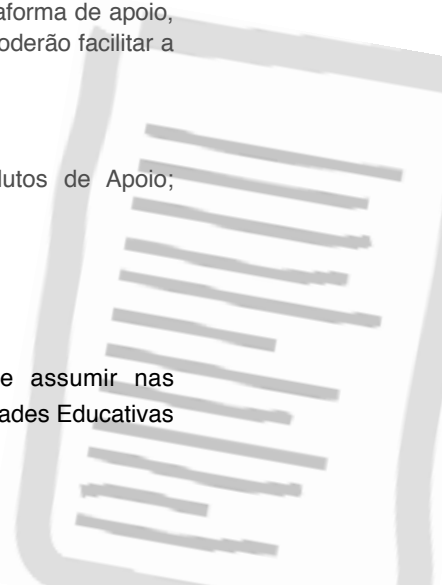 aforma de apoio,
oderão facilitar a
lutos de Apoio;
e assumir nas
ades Educativas